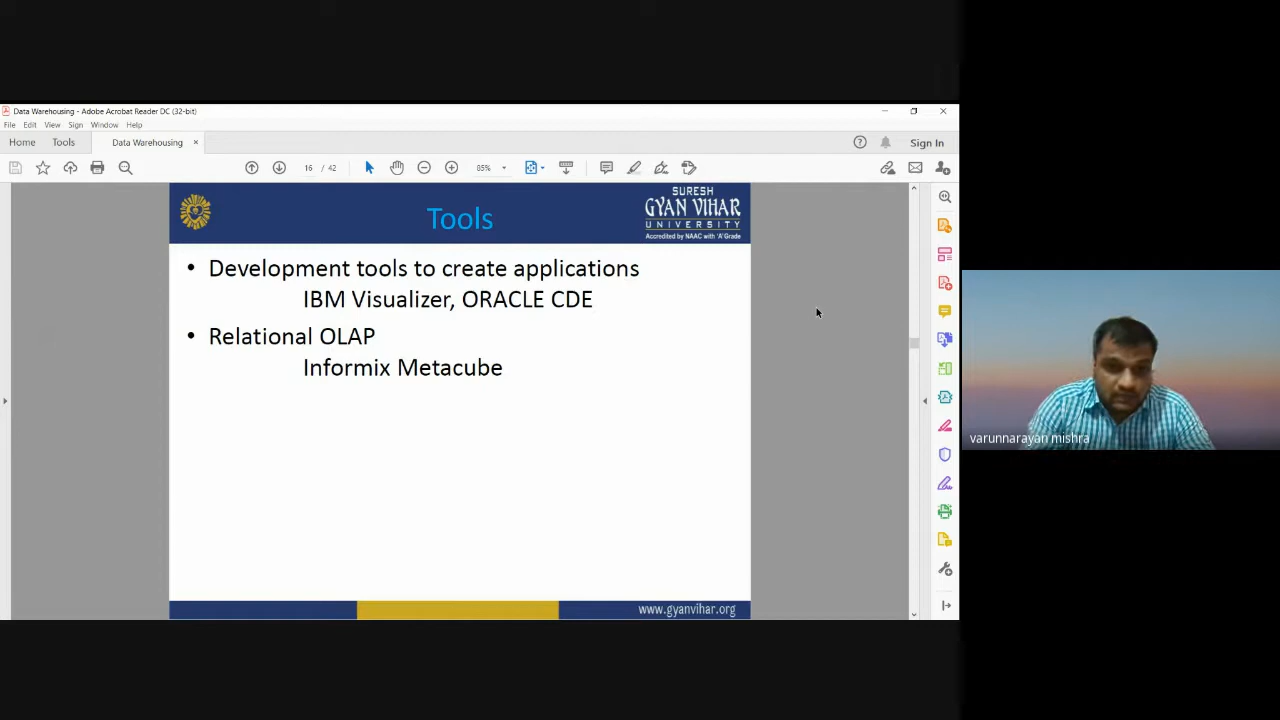 Data Warehousing - Adobe Acrobat Reader DC (32-bit)
File Edit View Sign Window Help
Home Tools Data Warehousing × Sign In
16 / 42 85%
Tools
SURESH
GYAN VIHAR
UNIVERSITY
Accredited by NAAC with 'A' Grade
• Development tools to create applications
IBM Visualizer, ORACLE CDE
• Relational OLAP
Informix Metacube
varunnarayan mishra
www.gyanvihar.org